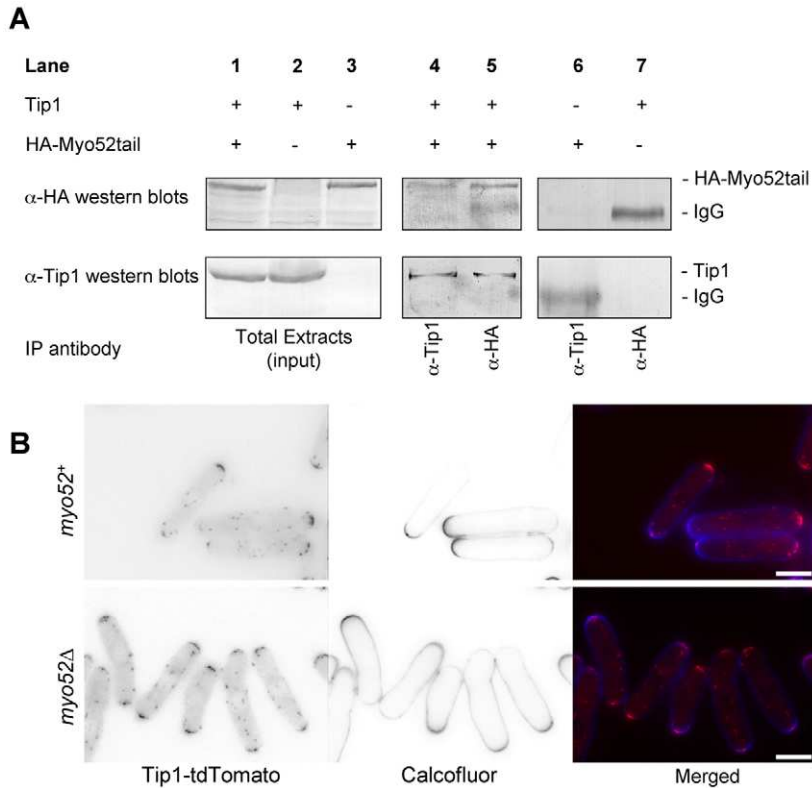 A
Lane 1 2 3 4 5 6 7
Tip1 + + - + + - +
HA-Myo52tail + - + + + + -
α-HA western blots
- HA-Myo52tail
- IgG
α-Tip1 western blots
- Tip1
- IgG
IP antibody
Total Extracts
(input)
α-Tip1
α-HA
α-Tip1
α-HA
B
myo52+
myo52Δ
Tip1-tdTomato Calcofluor Merged